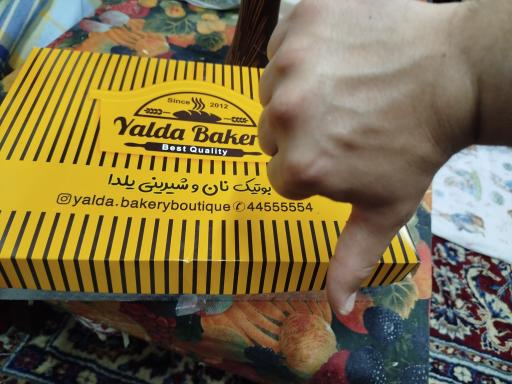 Since 2012
Yalda Baker
Best Quality
بوتیک نان و شیرینی یلدا
yalda.bakeryboutique 44555554